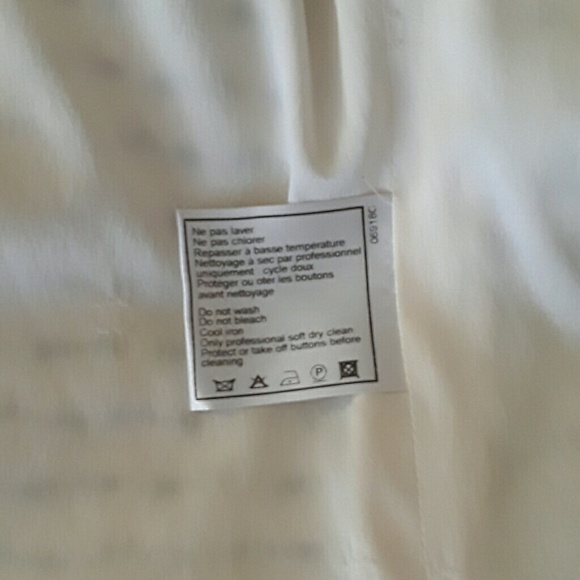 Ne pas laver
Ne pas chlorer
Repasser à basse température
Nettoyage à sec par professionnel
uniquement cycle doux
Protéger ou oter les boutons
avant nettoyage
Do not wash
Do not bleach
Cool iron
Only professional soft dry clean
Protect or take off buttons before
cleaning
P